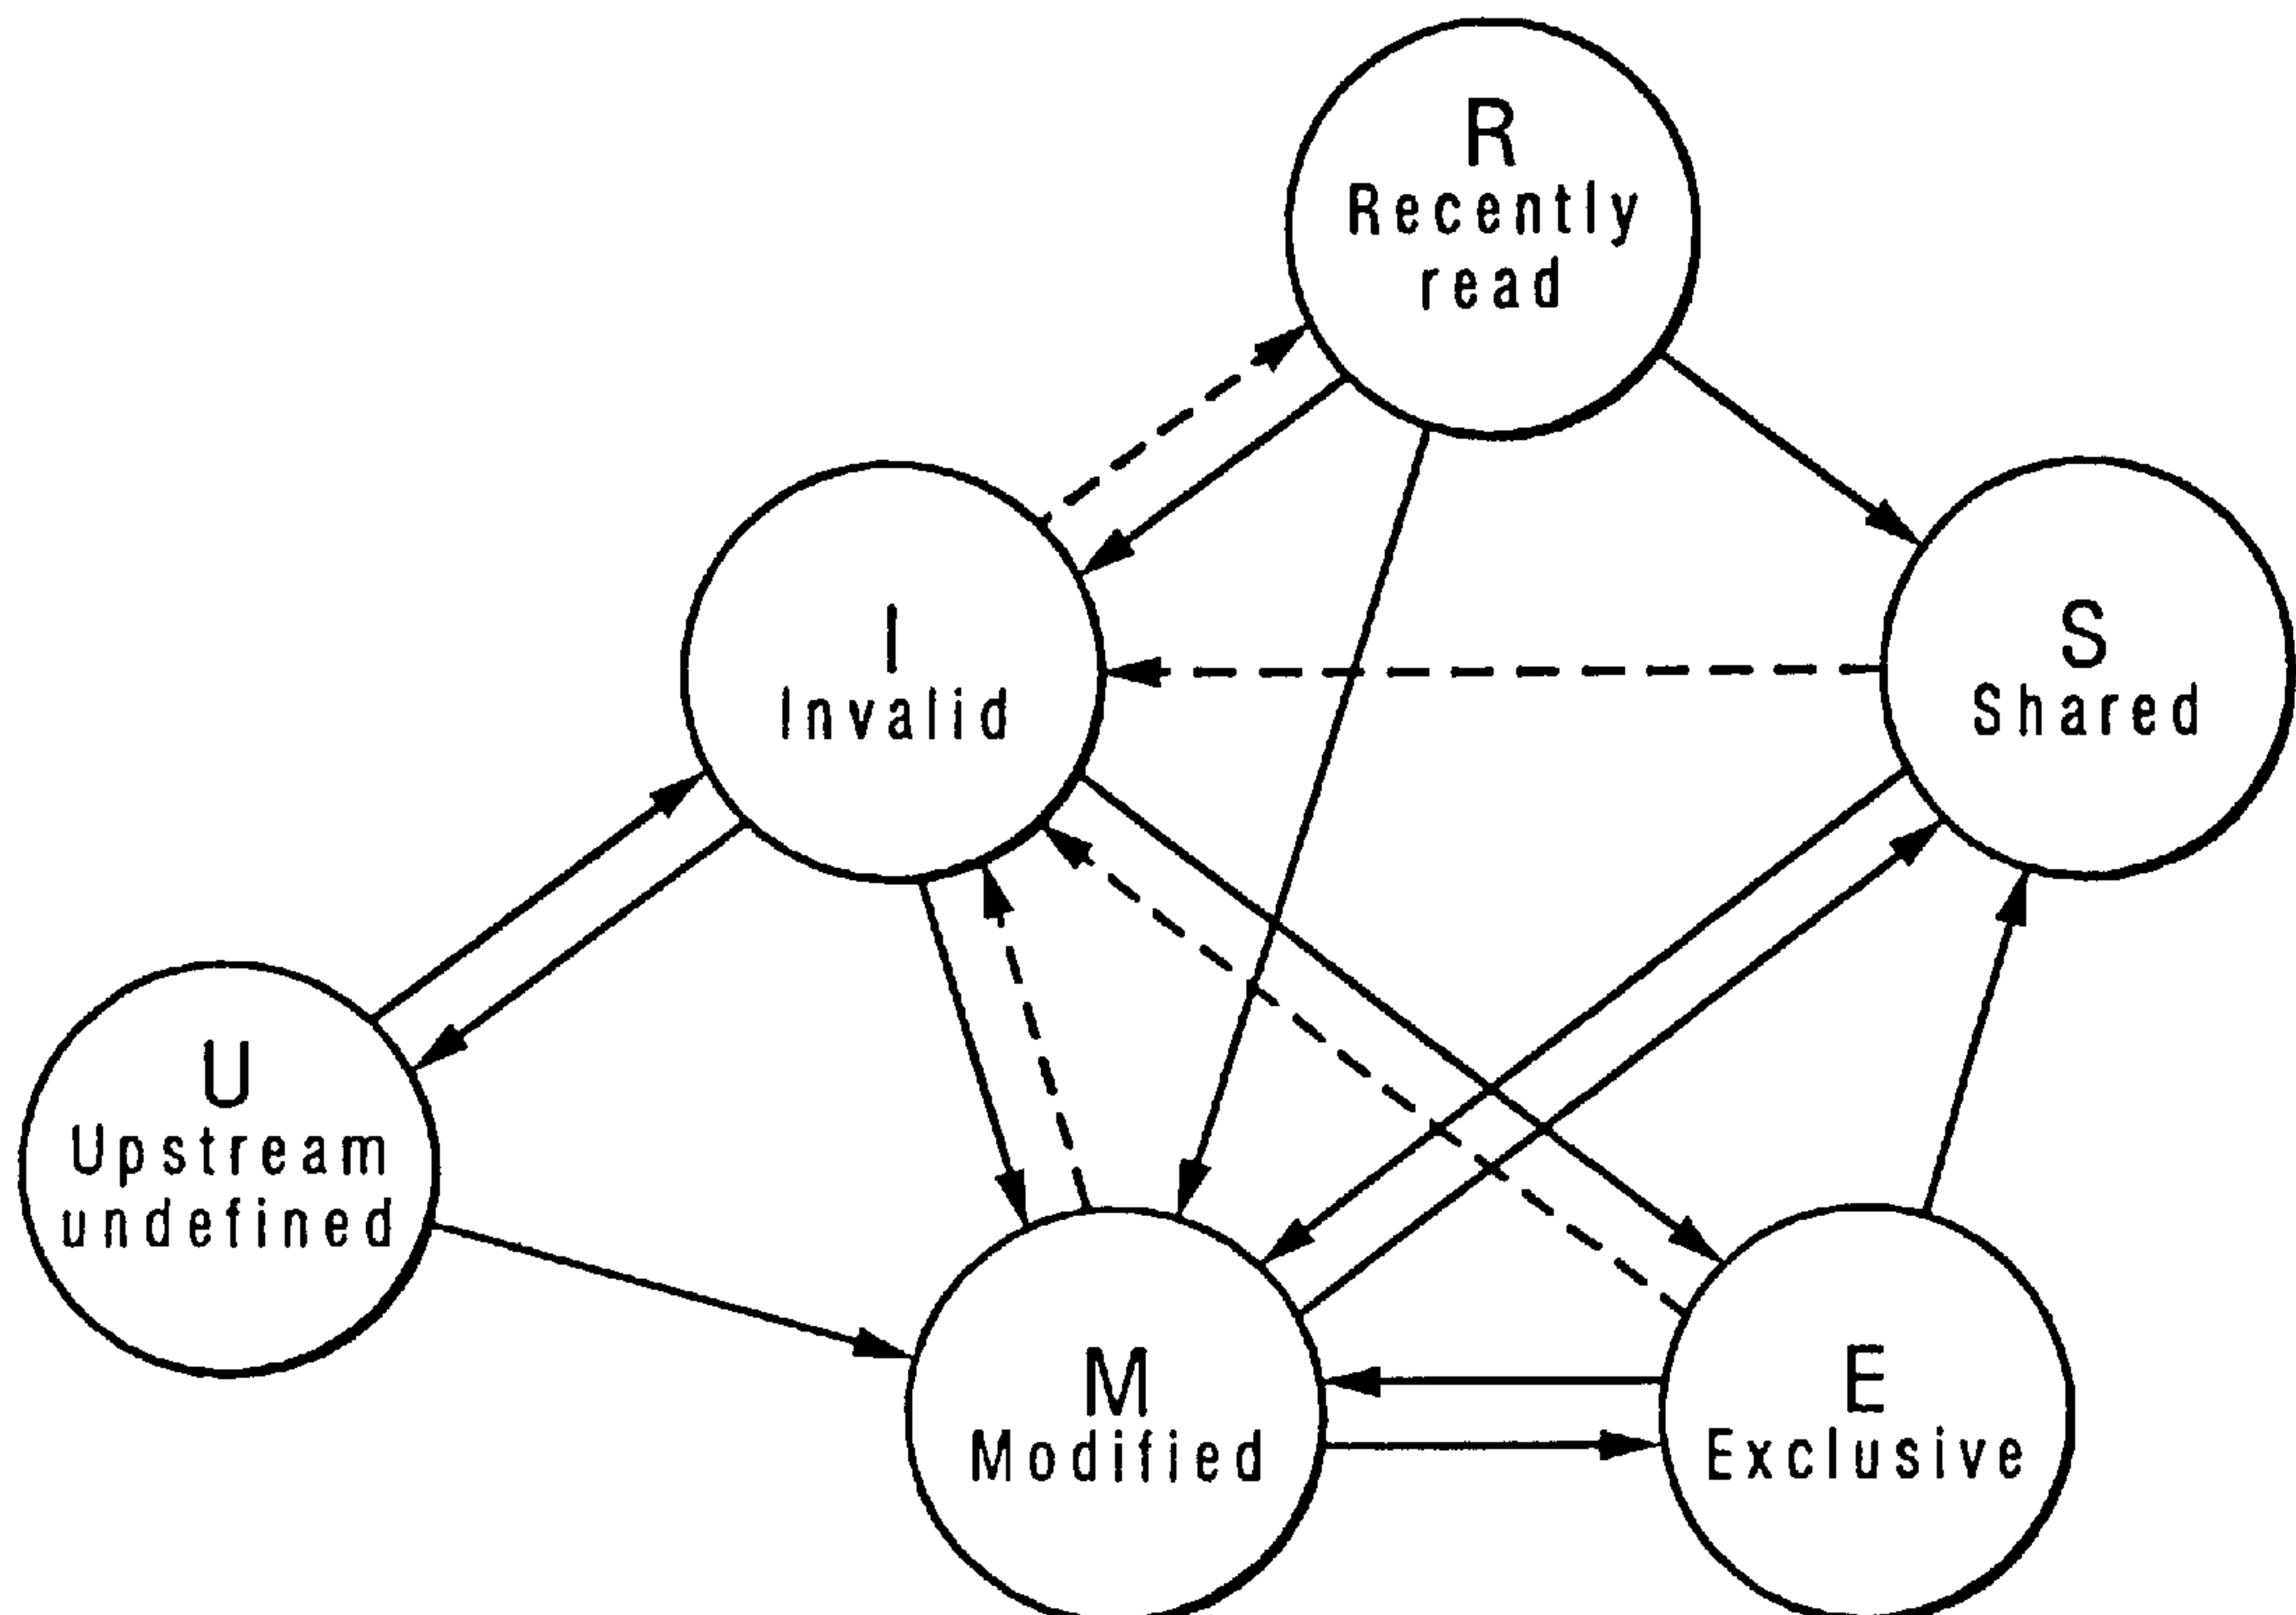 R
Recently
read
I
Invalid
S
Shared
U
Upstream
undefined
M
Modified
E
Exclusive